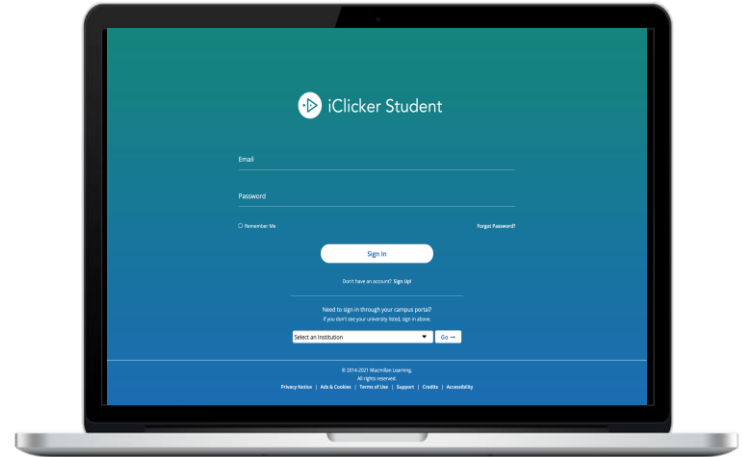 iClicker Student
Email
Password
Remember Me
Forgot Password?
Sign In
Don't have an account? Sign Up!
Need to sign in through your campus portal?
If you don't see your university listed, sign in above.
Select an Institution
Go →
© 2014-2021 Macmillan Learning.
All rights reserved.
Privacy Notice | Ads & Cookies | Terms of Use | Support | Credits | Accessibility